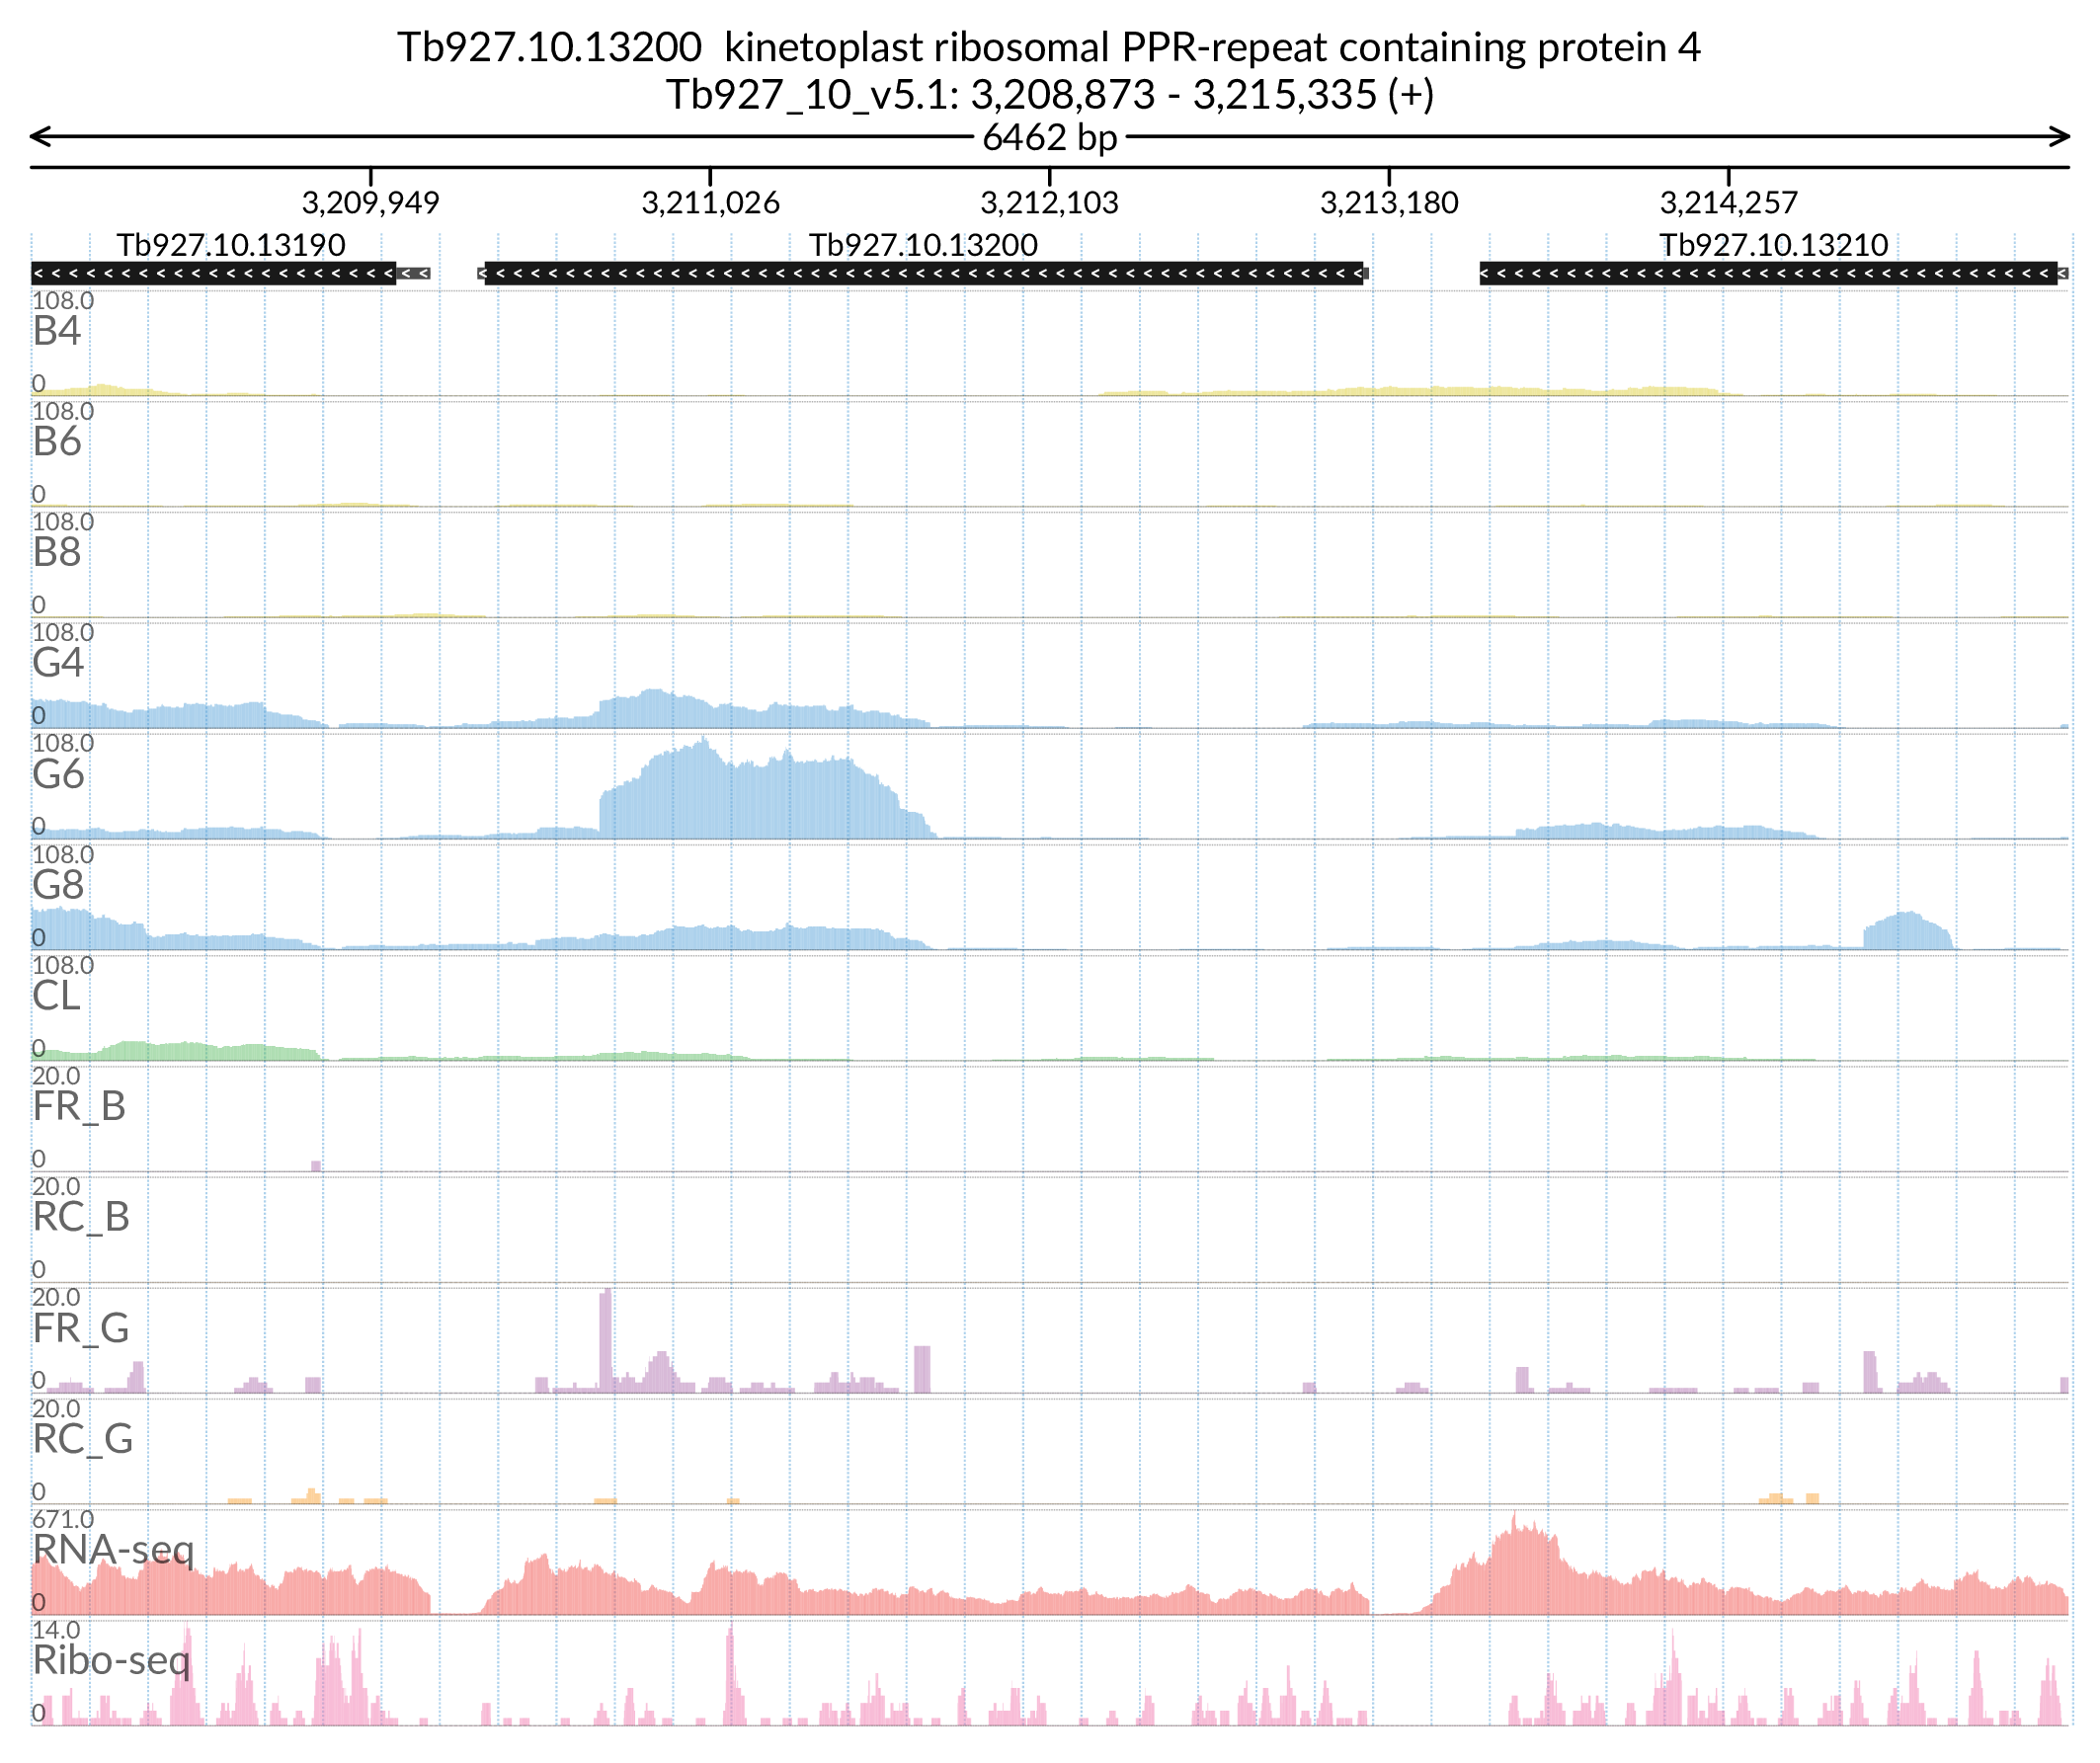 Tb927.10.13200 kinetoplast ribosomal PPR-repeat containing protein 4
Tb927_10_v5.1: 3,208,873 - 3,215,335 (+)
6462 bp
3,209,949 3,211,026 3,212,103 3,213,180 3,214,257
Tb927.10.13190 Tb927.10.13200 Tb927.10.13210
108.0
B4
0
108.0
B6
0
108.0
B8
0
108.0
G4
0
108.0
G6
0
108.0
G8
0
108.0
CL
0
20.0
FR_B
0
20.0
RC_B
0
20.0
FR_G
0
20.0
RC_G
0
671.0
RNA-seq
0
14.0
Ribo-seq
0